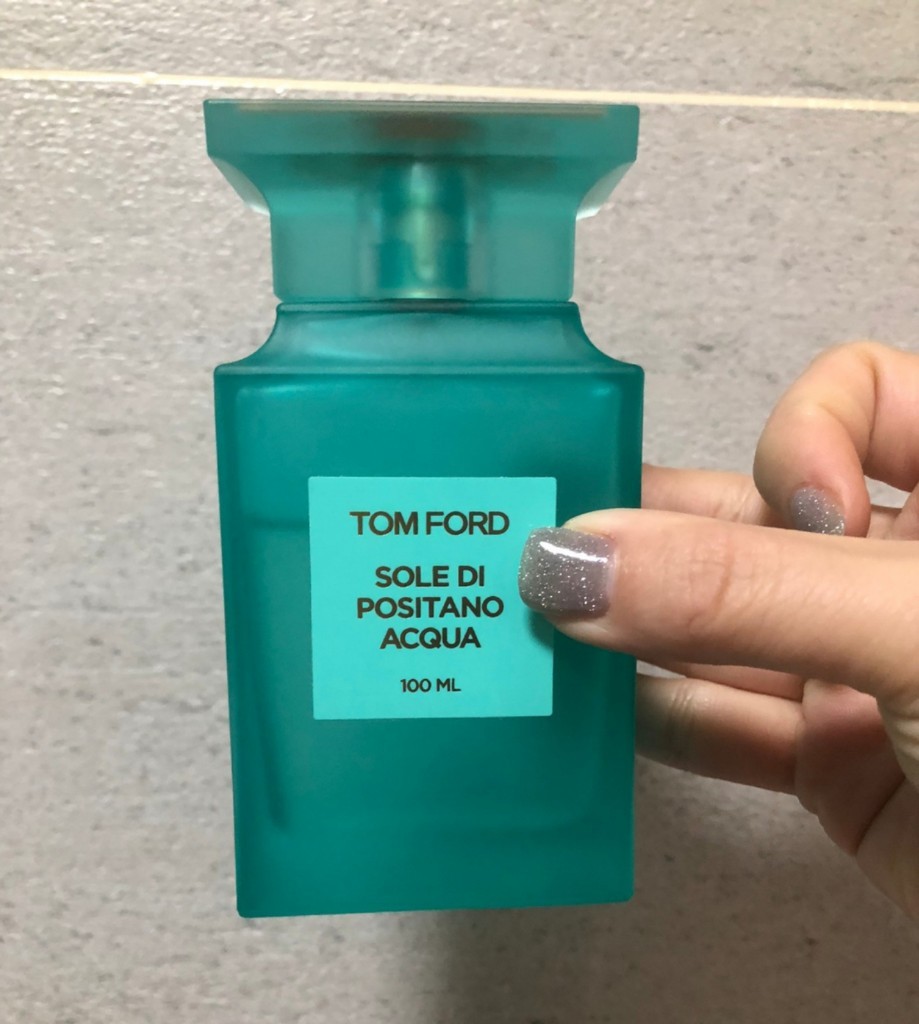 TOM FORD
SOLE DI
POSITANO
ACQUA
100 ML